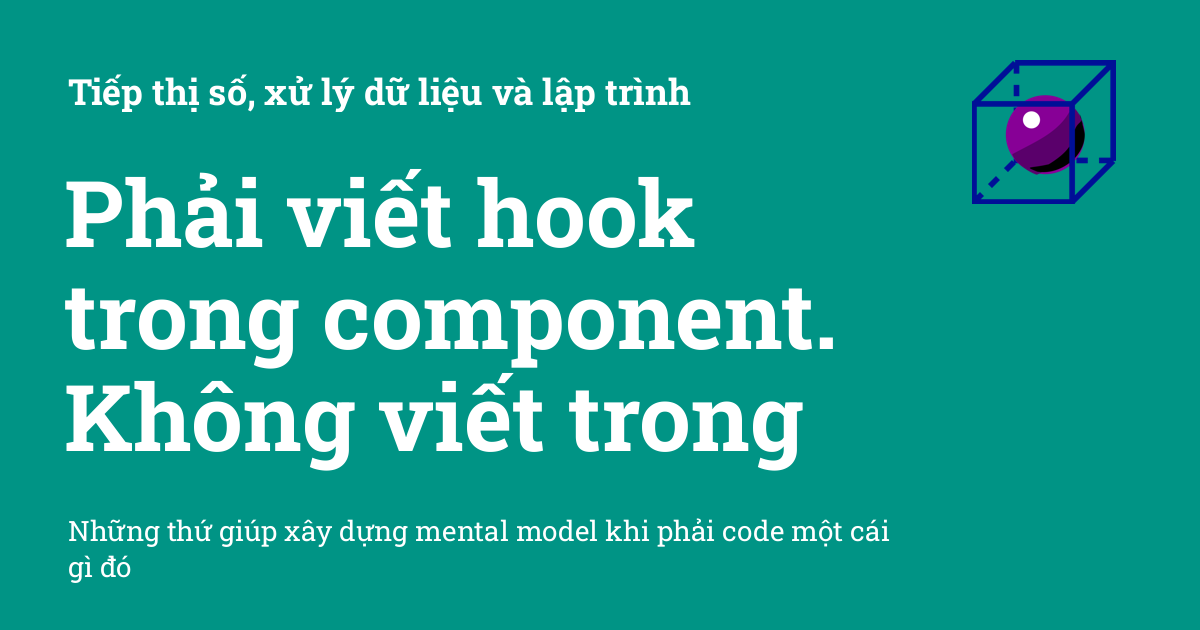 Tiếp thị số, xử lý dữ liệu và lập trình
Phải viết hook
trong component.
Không viết trong
Những thứ giúp xây dựng mental model khi phải code một cái
gì đó